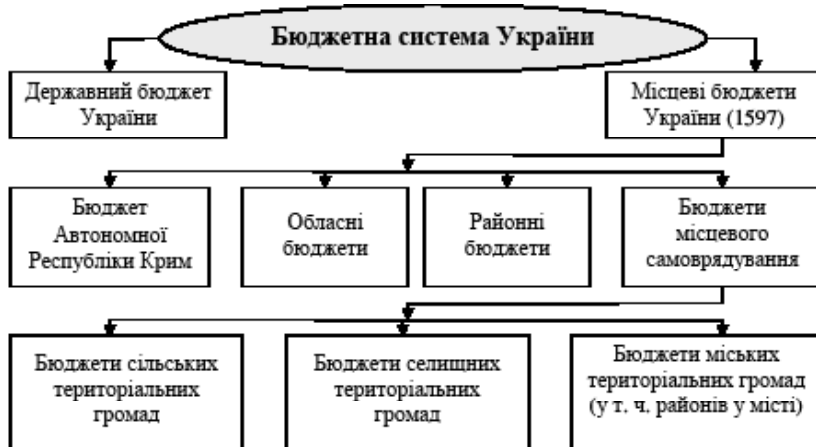 Бюджетна система України
Державний бюджет
України
Місцеві бюджети
України (1597)
Бюджет
Автономної
Республіки Крим
Обласні
бюджети
Районні
бюджети
Бюджети
місцевого
самоврядування
Бюджети сільських
територіальних
громад
Бюджети селищних
територіальних
громад
Бюджети міських
територіальних громад
(у т. ч. районів у місті)